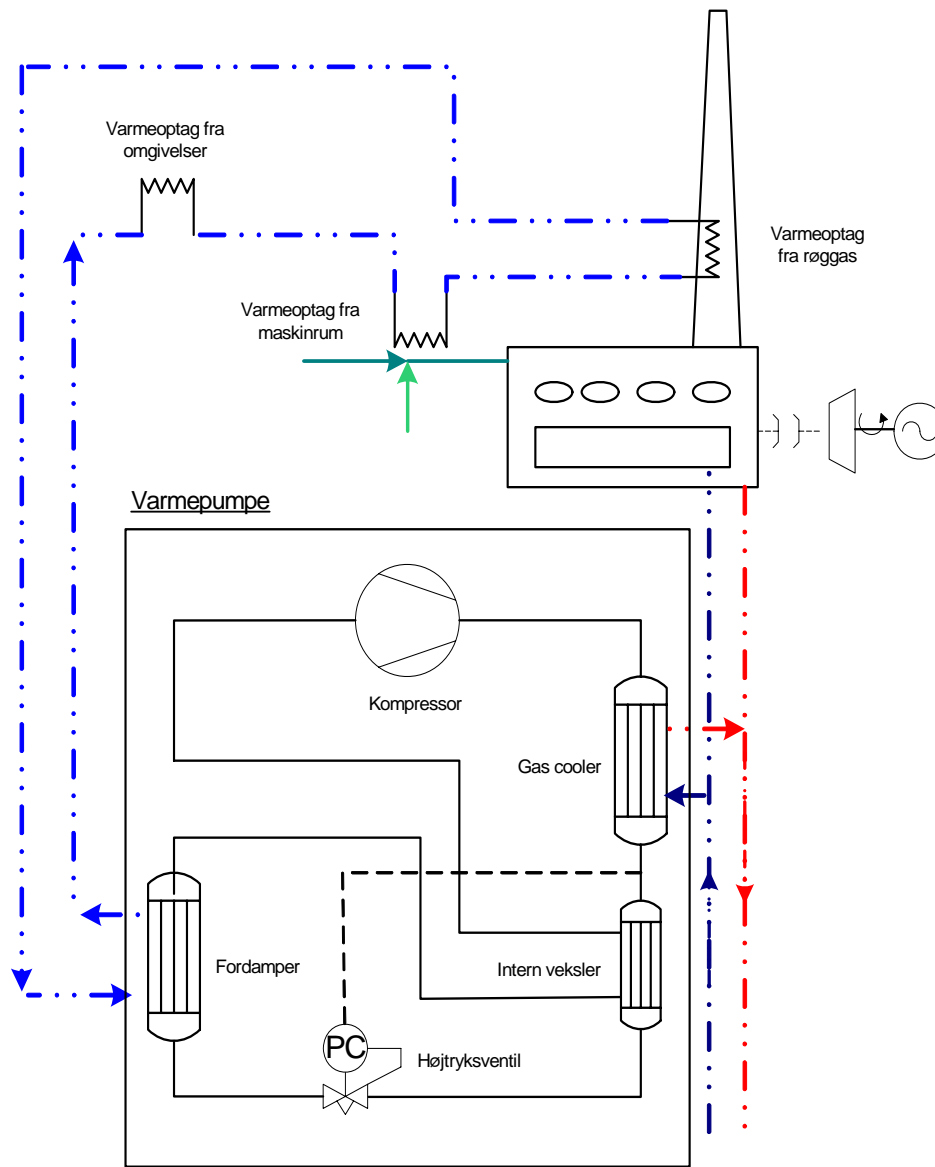 Varmeoptag fra
omgivelser
Varmeoptag
fra røggas
Varmeoptag fra
maskinrum
Varmepumpe
Kompressor
Gas cooler
Fordamper
Intern veksler
PC
Højtryksventil